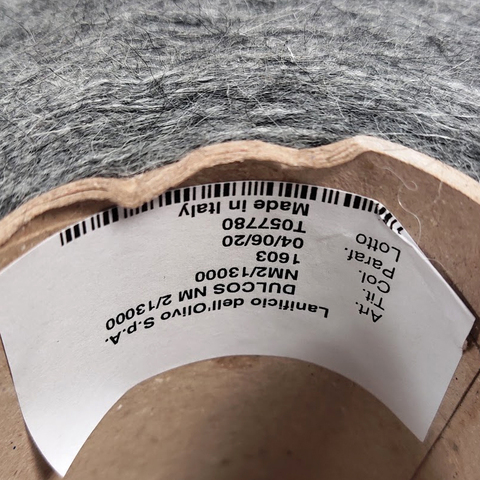 Lanificio dell'Olivo S.p.A.
Art. DULCOS NM 2/13000
Tit. NM2/13000
Col. 1603
Paraf. 04/06/20
Lotto T057780
Made in Italy